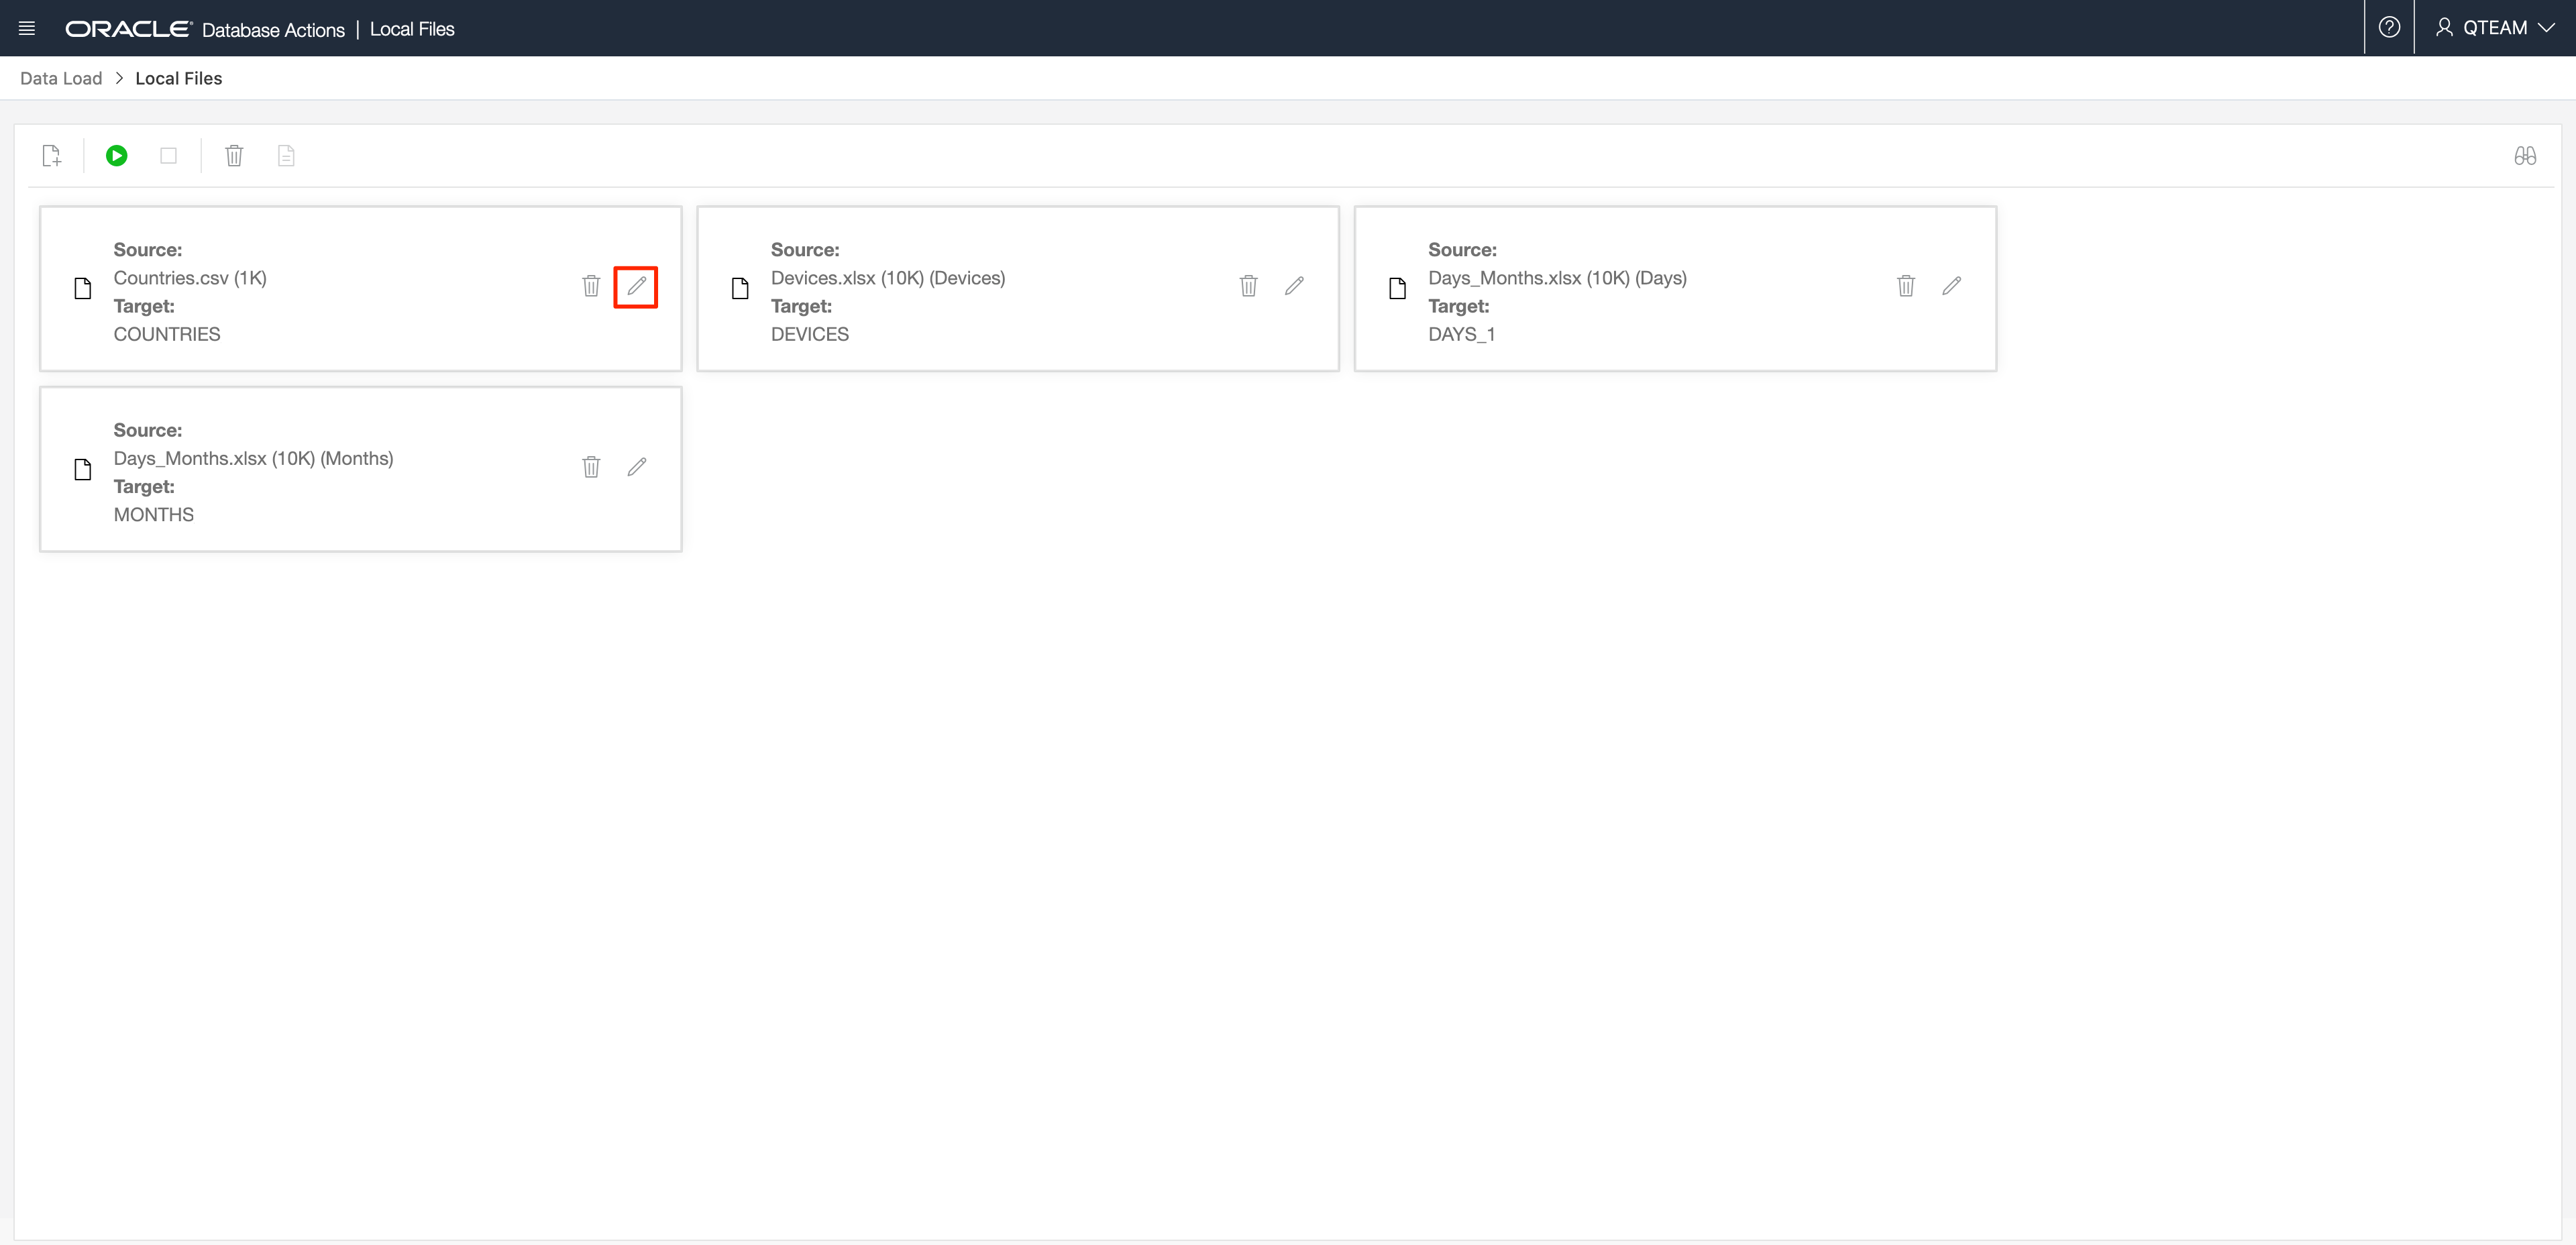 ORACLE Database Actions | Local Files
QTEAM
Data Load > Local Files
Source:
Countries.csv (1K)
Target:
COUNTRIES
Source:
Devices.xlsx (10K) (Devices)
Target:
DEVICES
Source:
Days_Months.xlsx (10K) (Days)
Target:
DAYS_1
Source:
Days_Months.xlsx (10K) (Months)
Target:
MONTHS